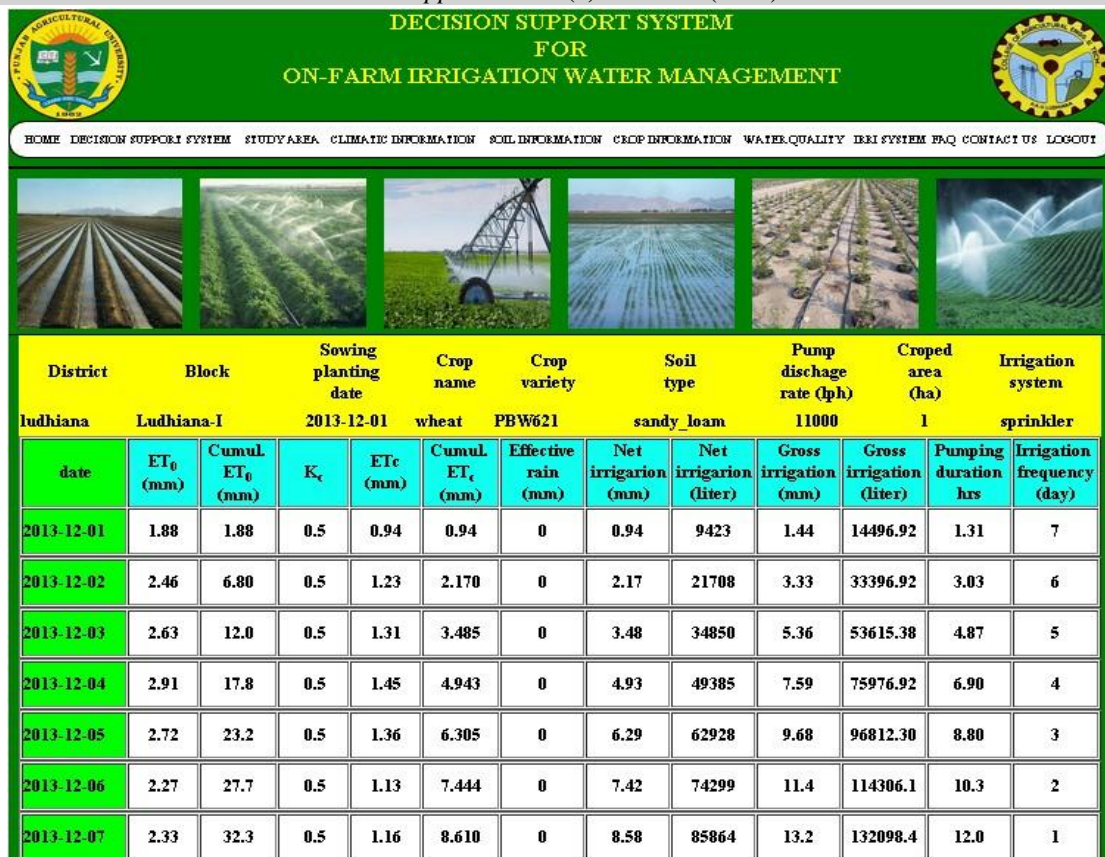 DECISION SUPPORT SYSTEM
FOR
ON-FARM IRRIGATION WATER MANAGEMENT
PUNJAB AGRICULTURAL UNIVERSITY
HOME DECISION SUPPORT SYSTEM STUDY AREA CLIMATIC INFORMATION SOIL INFORMATION CROP INFORMATION WATER QUALITY IRRI SYSTEM FAQ CONTACT US LOGOUT
District Block Sowing planting date Crop name Crop variety Soil type Pump dischage rate (lph) Croped area (ha) Irrigation system
ludhiana Ludhiana-I 2013-12-01 wheat PBW621 sandy_loam 11000 1 sprinkler
date ET0 (mm) Cumul. ET0 (mm) Kc ETc (mm) Cumul. ETc (mm) Effective rain (mm) Net irrigarion (mm) Net irrigarion (liter) Gross irrigation (mm) Gross irrigation (liter) Pumping duration hrs Irrigation frequency (day)
2013-12-01 1.88 1.88 0.5 0.94 0.94 0 0.94 9423 1.44 14496.92 1.31 7
2013-12-02 2.46 6.80 0.5 1.23 2.170 0 2.17 21708 3.33 33396.92 3.03 6
2013-12-03 2.63 12.0 0.5 1.31 3.485 0 3.48 34850 5.36 53615.38 4.87 5
2013-12-04 2.91 17.8 0.5 1.45 4.943 0 4.93 49385 7.59 75976.92 6.90 4
2013-12-05 2.72 23.2 0.5 1.36 6.305 0 6.29 62928 9.68 96812.30 8.80 3
2013-12-06 2.27 27.7 0.5 1.13 7.444 0 7.42 74299 11.4 114306.1 10.3 2
2013-12-07 2.33 32.3 0.5 1.16 8.610 0 8.58 85864 13.2 132098.4 12.0 1